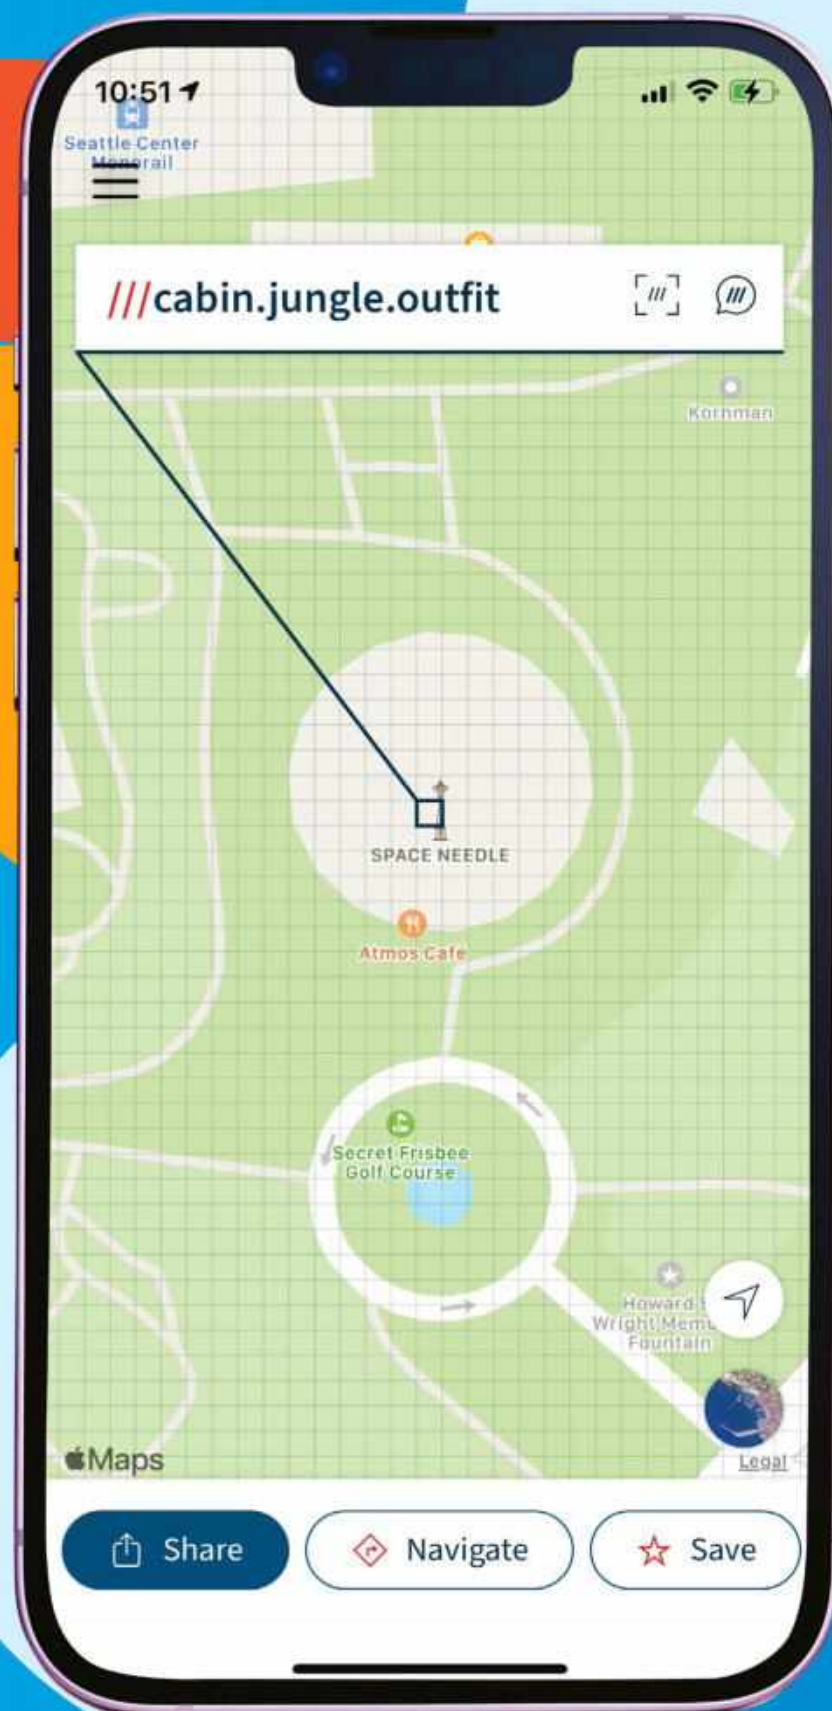 10:51
Seattle Center
Monorail
///cabin.jungle.outfit
Kornman
SPACE NEEDLE
Atmos Cafe
Secret Frisbee
Golf Course
Howard
Wright
Fountain
Maps
Legal
Share
Navigate
Save